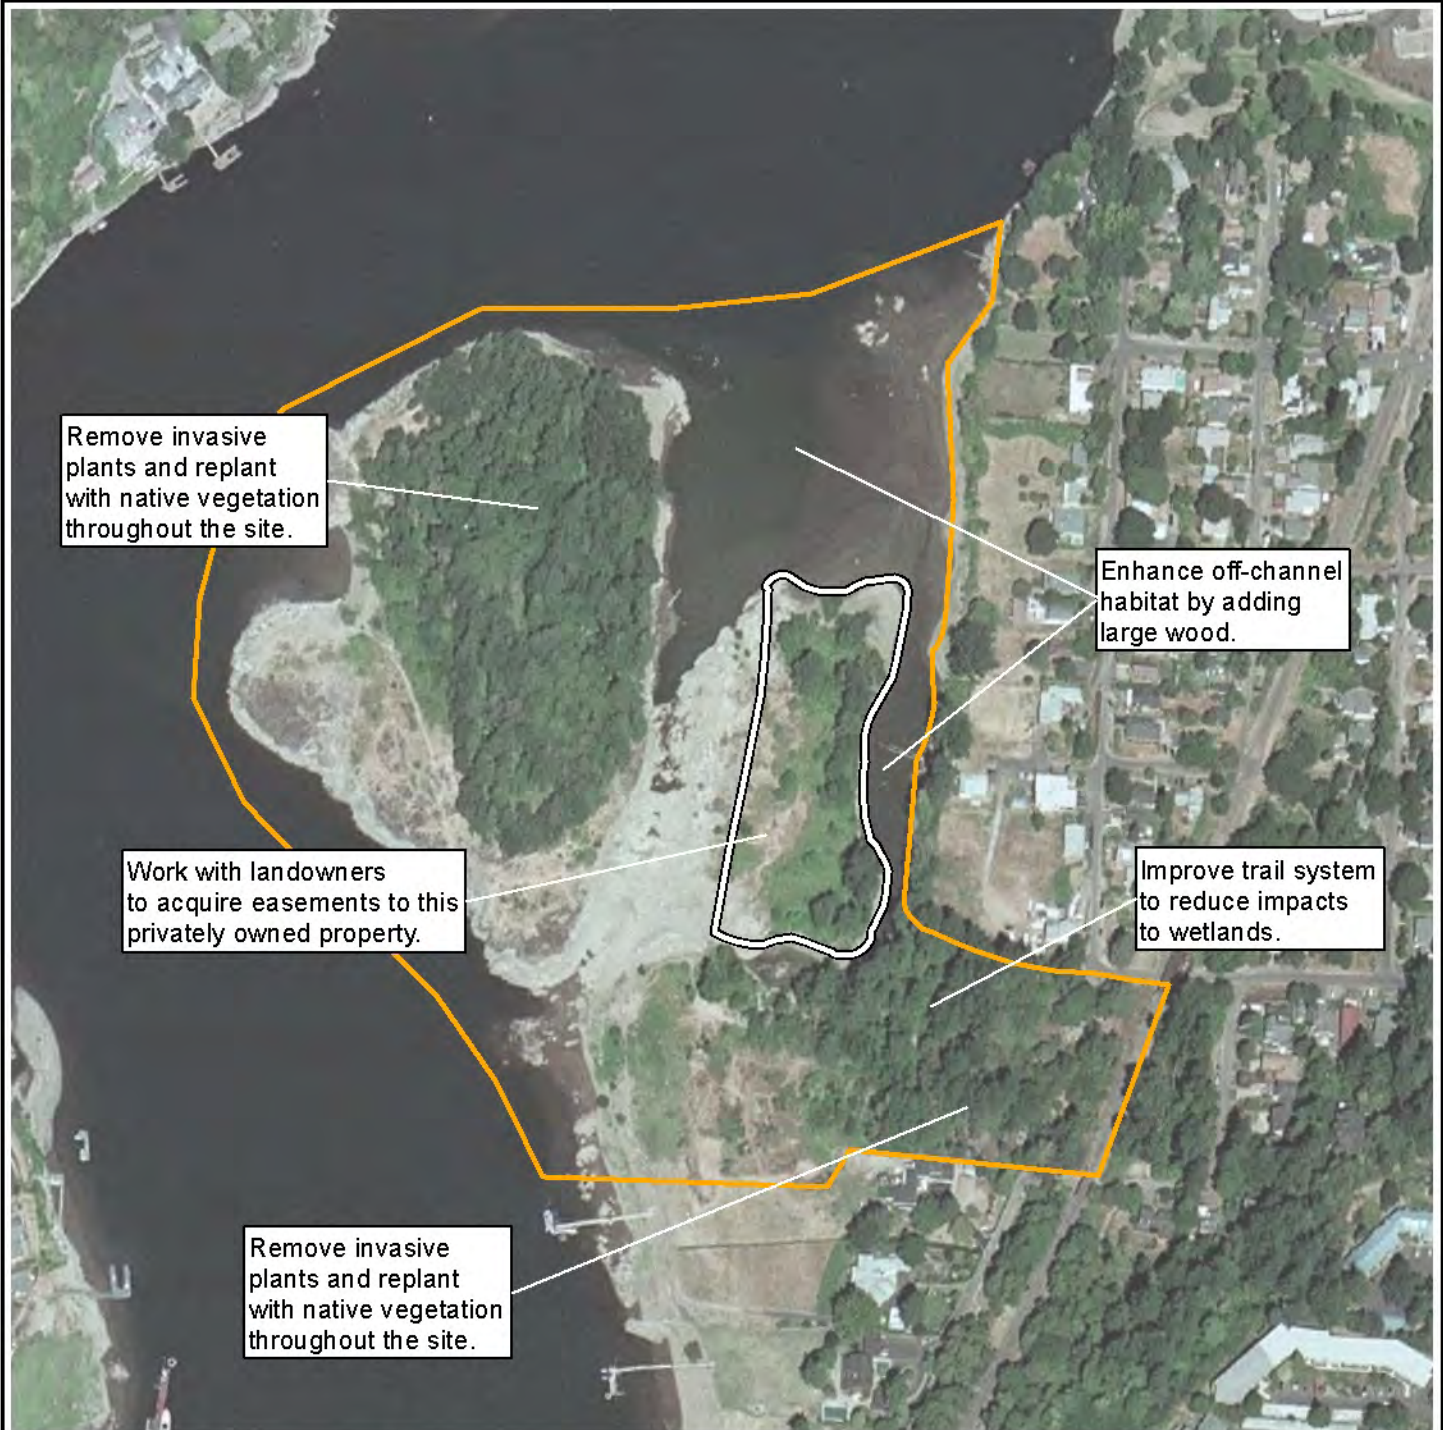 Remove invasive
plants and replant
with native vegetation
throughout the site.
Enhance off-channel
habitat by adding
large wood.
Work with landowners
to acquire easements to this
privately owned property.
Improve trail system
to reduce impacts
to wetlands.
Remove invasive
plants and replant
with native vegetation
throughout the site.